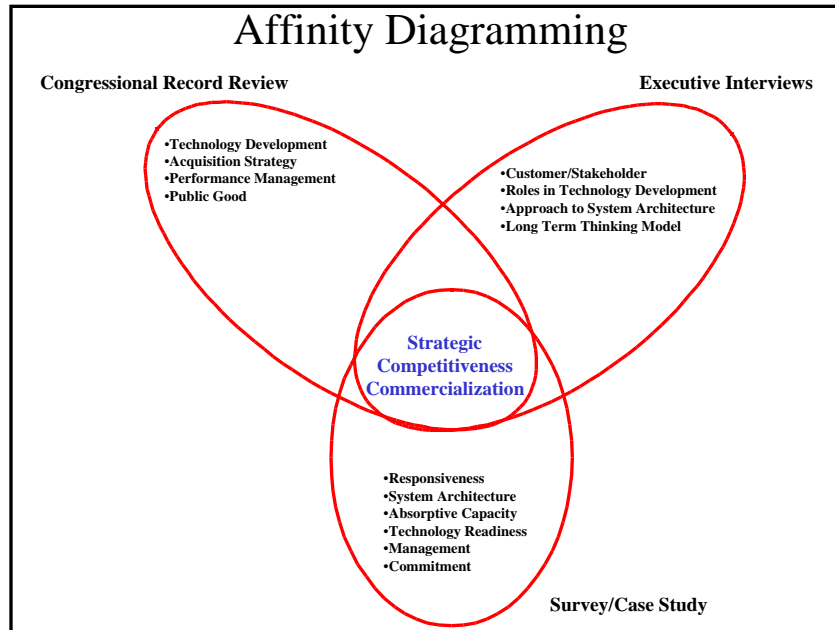 Affinity Diagramming
Congressional Record Review
Executive Interviews
•Technology Development
•Acquisition Strategy
•Performance Management
•Public Good
•Customer/Stakeholder
•Roles in Technology Development
•Approach to System Architecture
•Long Term Thinking Model
Strategic
Competitiveness
Commercialization
•Responsiveness
•System Architecture
•Absorptive Capacity
•Technology Readiness
•Management
•Commitment
Survey/Case Study